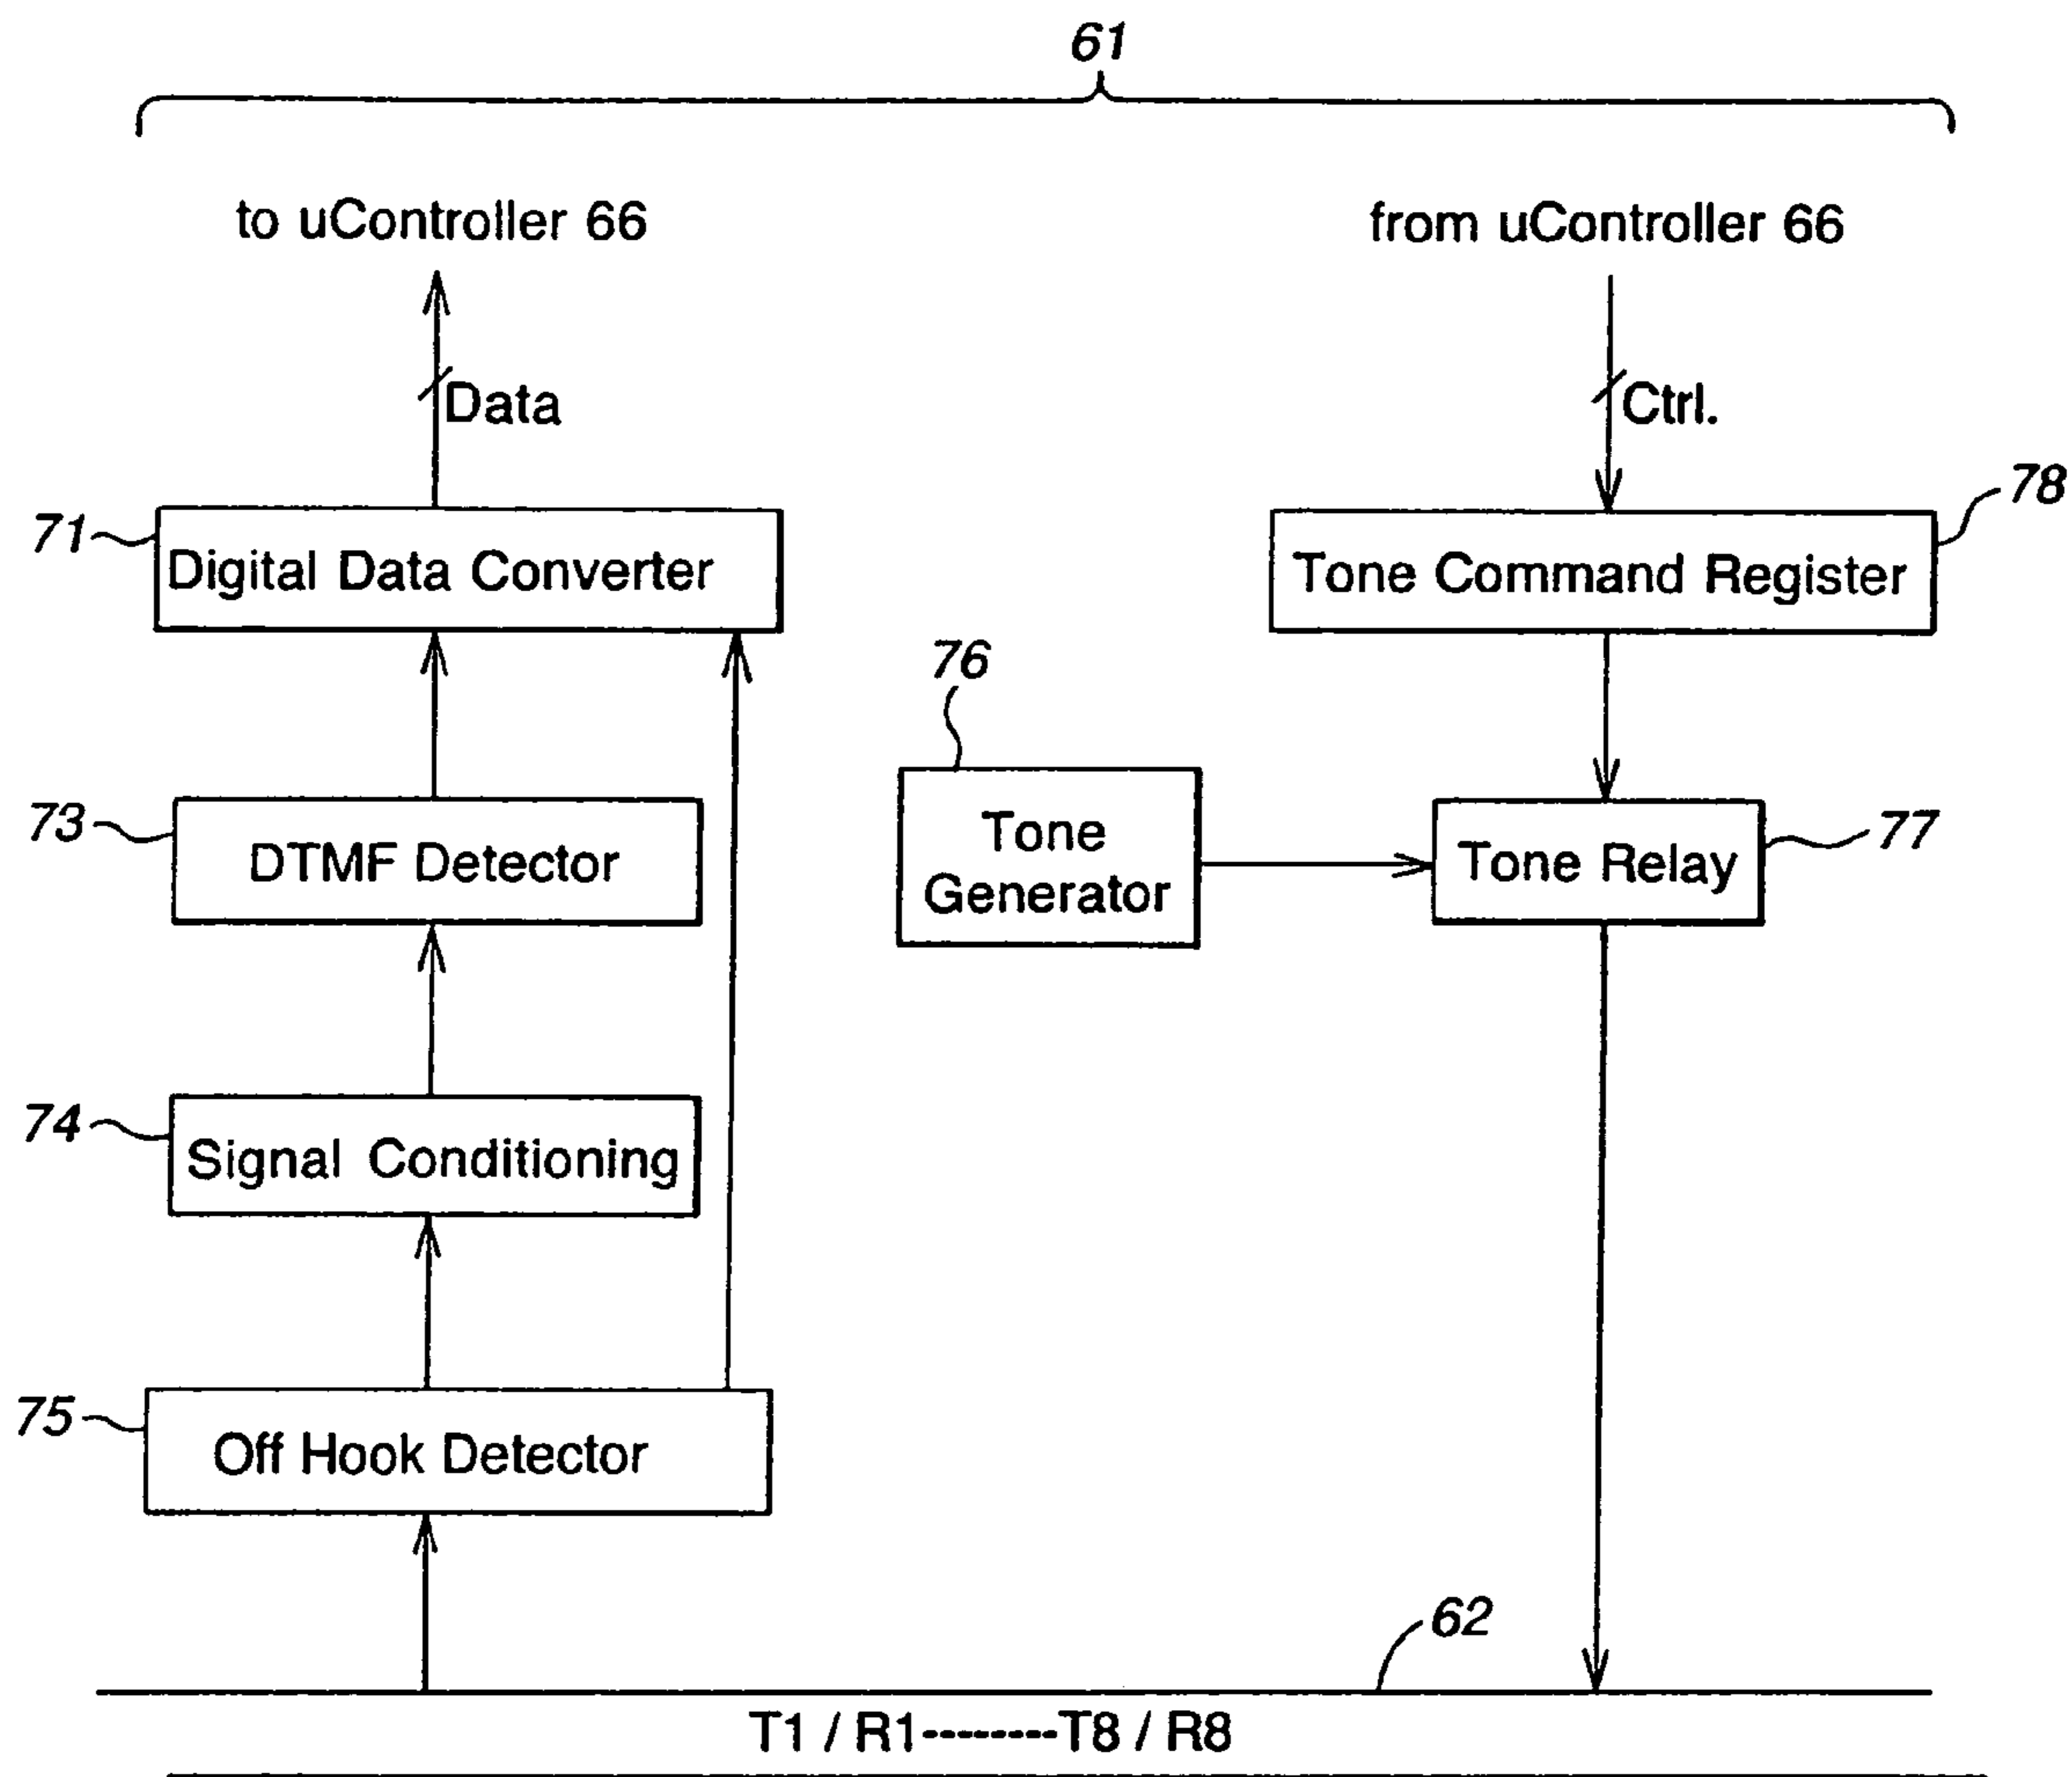 61
to uController 66
from uController 66
Data
Ctrl.
78
71
Digital Data Converter
Tone Command Register
76
73
DTMF Detector
Tone
Generator
Tone Relay
77
74
Signal Conditioning
75
Off Hook Detector
62
T1 / R1--------T8 / R8